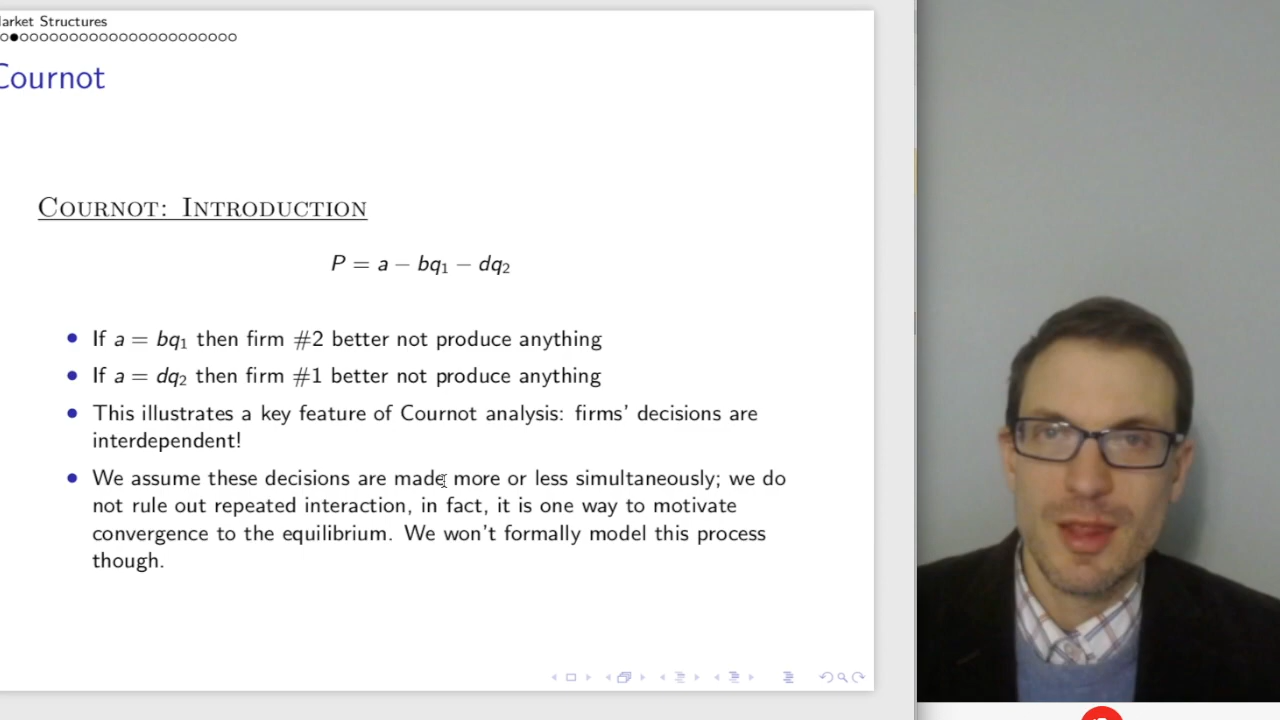 arket Structures
Cournot
Cournot: Introduction
P = a − bq₁ − dq₂
• If a = bq₁ then firm #2 better not produce anything
• If a = dq₂ then firm #1 better not produce anything
• This illustrates a key feature of Cournot analysis: firms' decisions are
interdependent!
• We assume these decisions are made more or less simultaneously; we do
not rule out repeated interaction, in fact, it is one way to motivate
convergence to the equilibrium. We won't formally model this process
though.